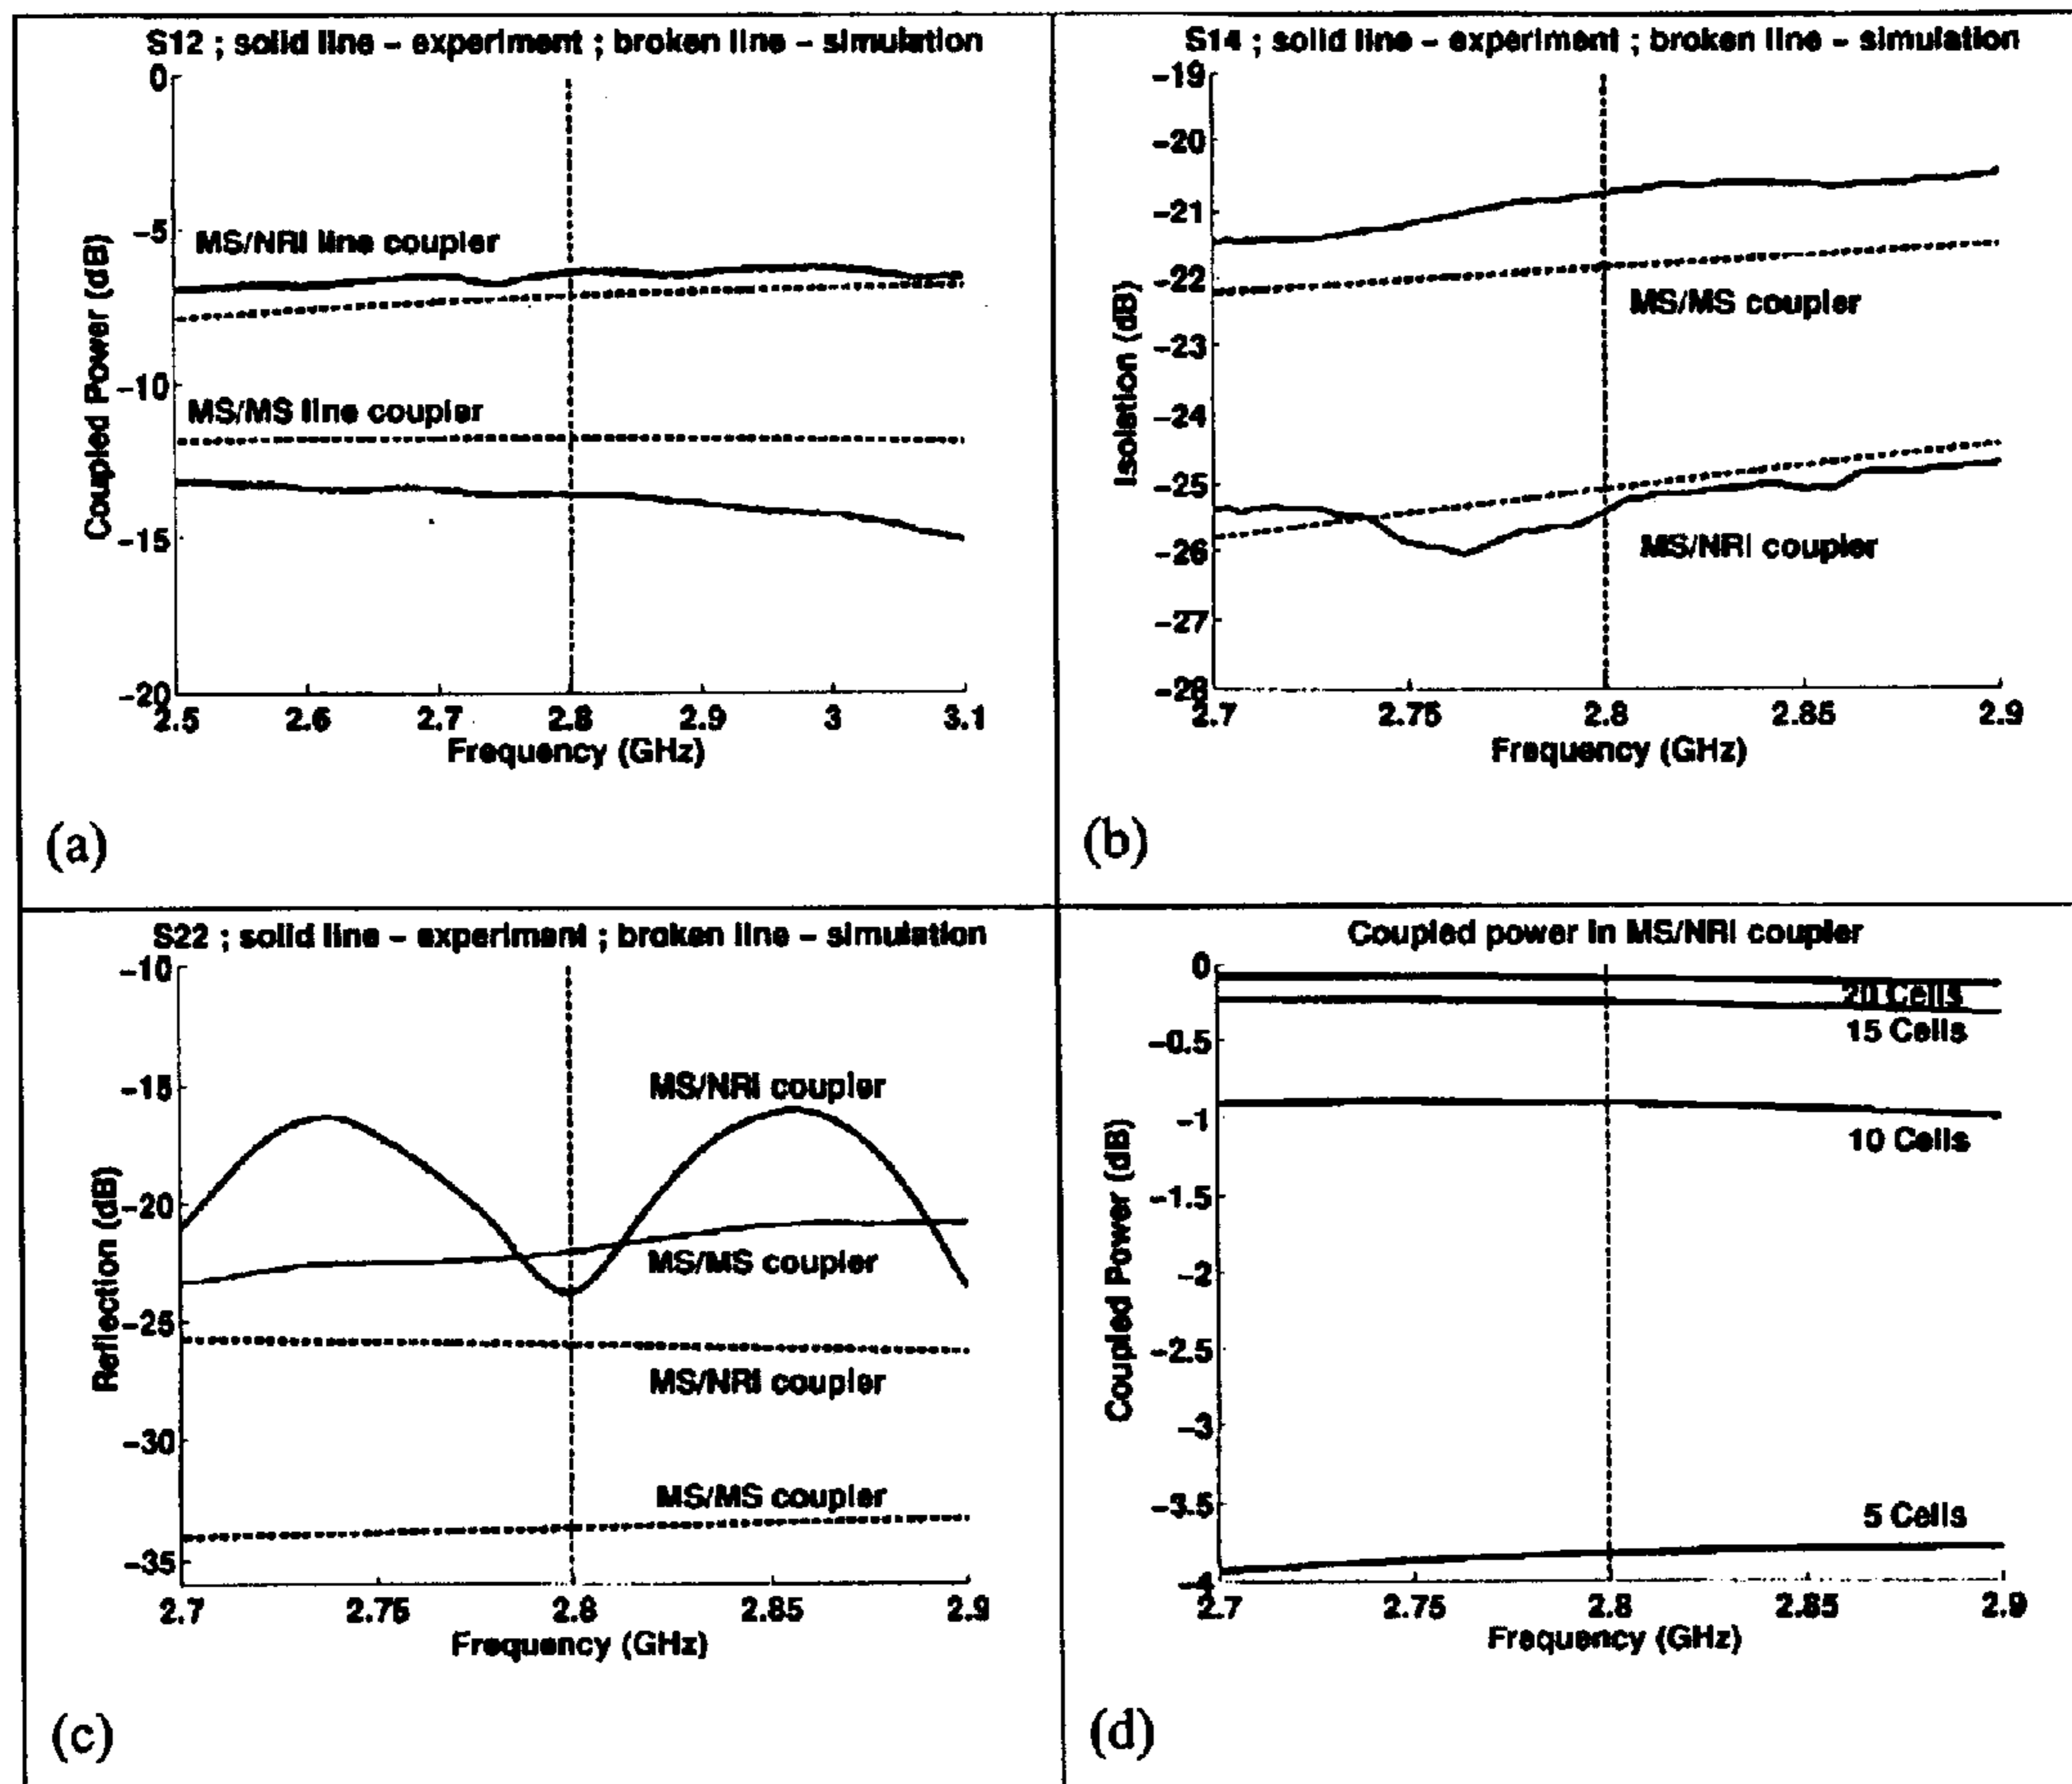 S12 ; solid line – experiment ; broken line – simulation
0
−5
−10
−15
−20
Coupled Power (dB)
MS/NRI line coupler
MS/MS line coupler
2.5 2.6 2.7 2.8 2.9 3 3.1
Frequency (GHz)
(a)
S14 ; solid line – experiment ; broken line – simulation
−19
−20
−21
−22
−23
−24
−25
−26
−27
−28
Isolation (dB)
MS/MS coupler
MS/NRI coupler
2.7 2.75 2.8 2.85 2.9
Frequency (GHz)
(b)
S22 ; solid line – experiment ; broken line – simulation
−10
−15
−20
−25
−30
−35
Reflection (dB)
MS/NRI coupler
MS/MS coupler
MS/NRI coupler
MS/MS coupler
2.7 2.75 2.8 2.85 2.9
Frequency (GHz)
(c)
Coupled power in MS/NRI coupler
0
−0.5
−1
−1.5
−2
−2.5
−3
−3.5
−4
Coupled Power (dB)
20 Cells
15 Cells
10 Cells
5 Cells
2.7 2.75 2.8 2.85 2.9
Frequency (GHz)
(d)